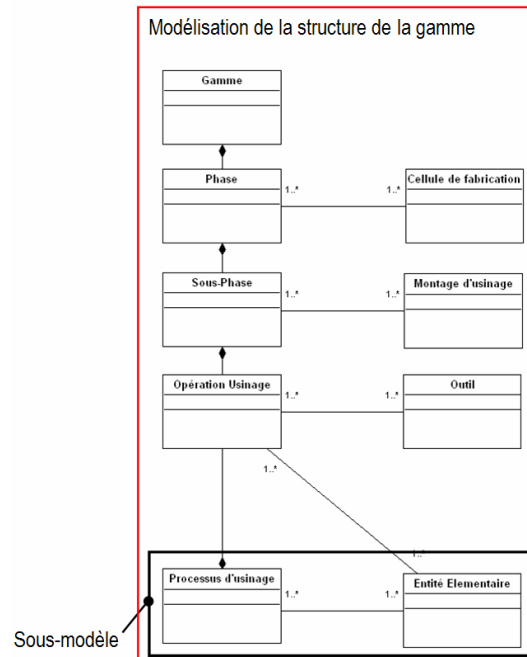 Modélisation de la structure de la gamme
Gamme
Phase
1..*
1..*
Cellule de fabrication
Sous-Phase
1..*
1..*
Montage d'usinage
Opération Usinage
1..*
1..*
Outil
1..*
1..*
Processus d'usinage
1..*
1..*
Entité Elementaire
Sous-modèle